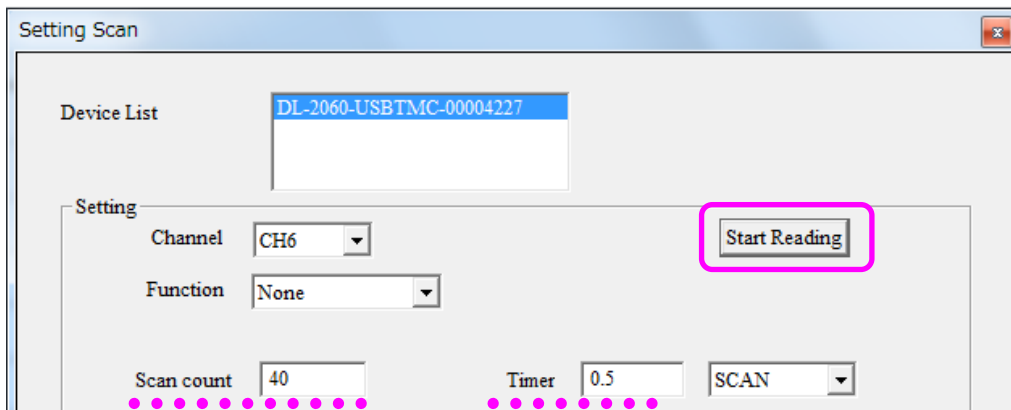 Setting Scan
Device List
DL-2060-USBTMC-00004227
Setting
Channel CH6 Start Reading
Function None
Scan count 40 Timer 0.5 SCAN